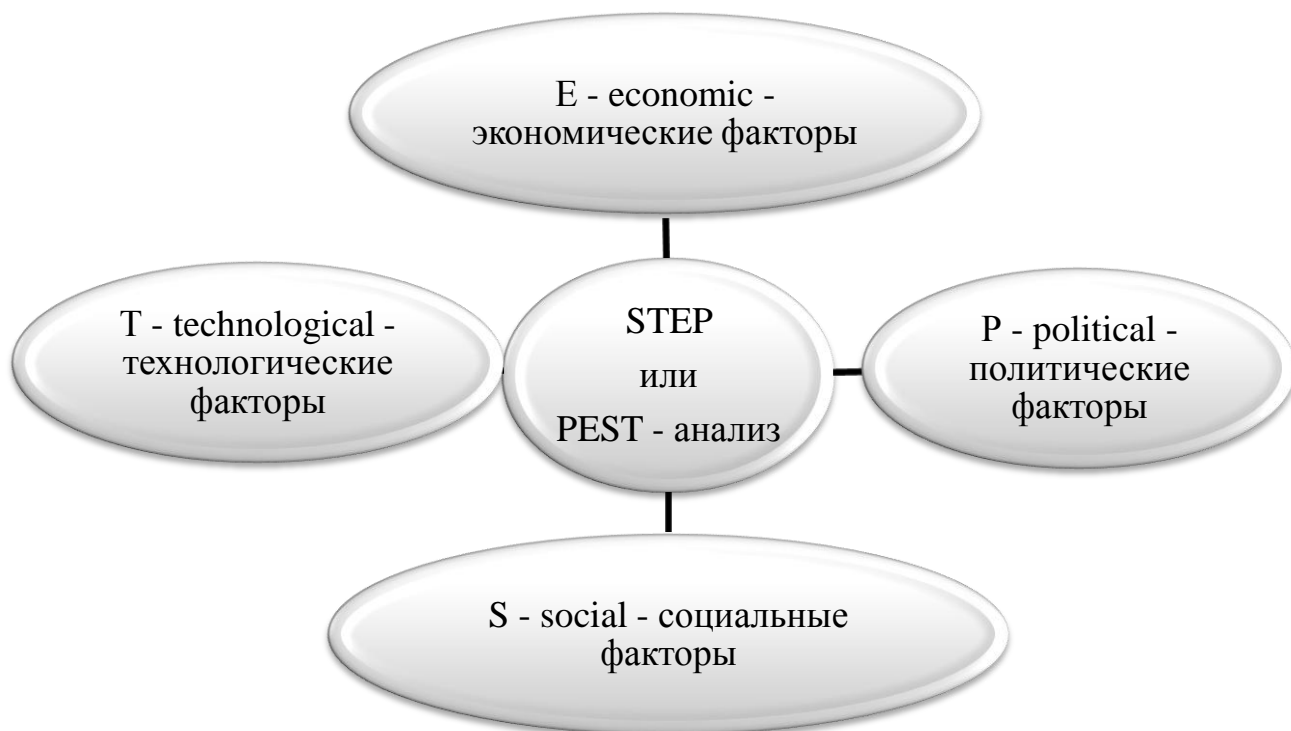 E - economic -
экономические факторы
T - technological -
технологические
факторы
STEP
или
PEST - анализ
P - political -
политические
факторы
S - social - социальные
факторы